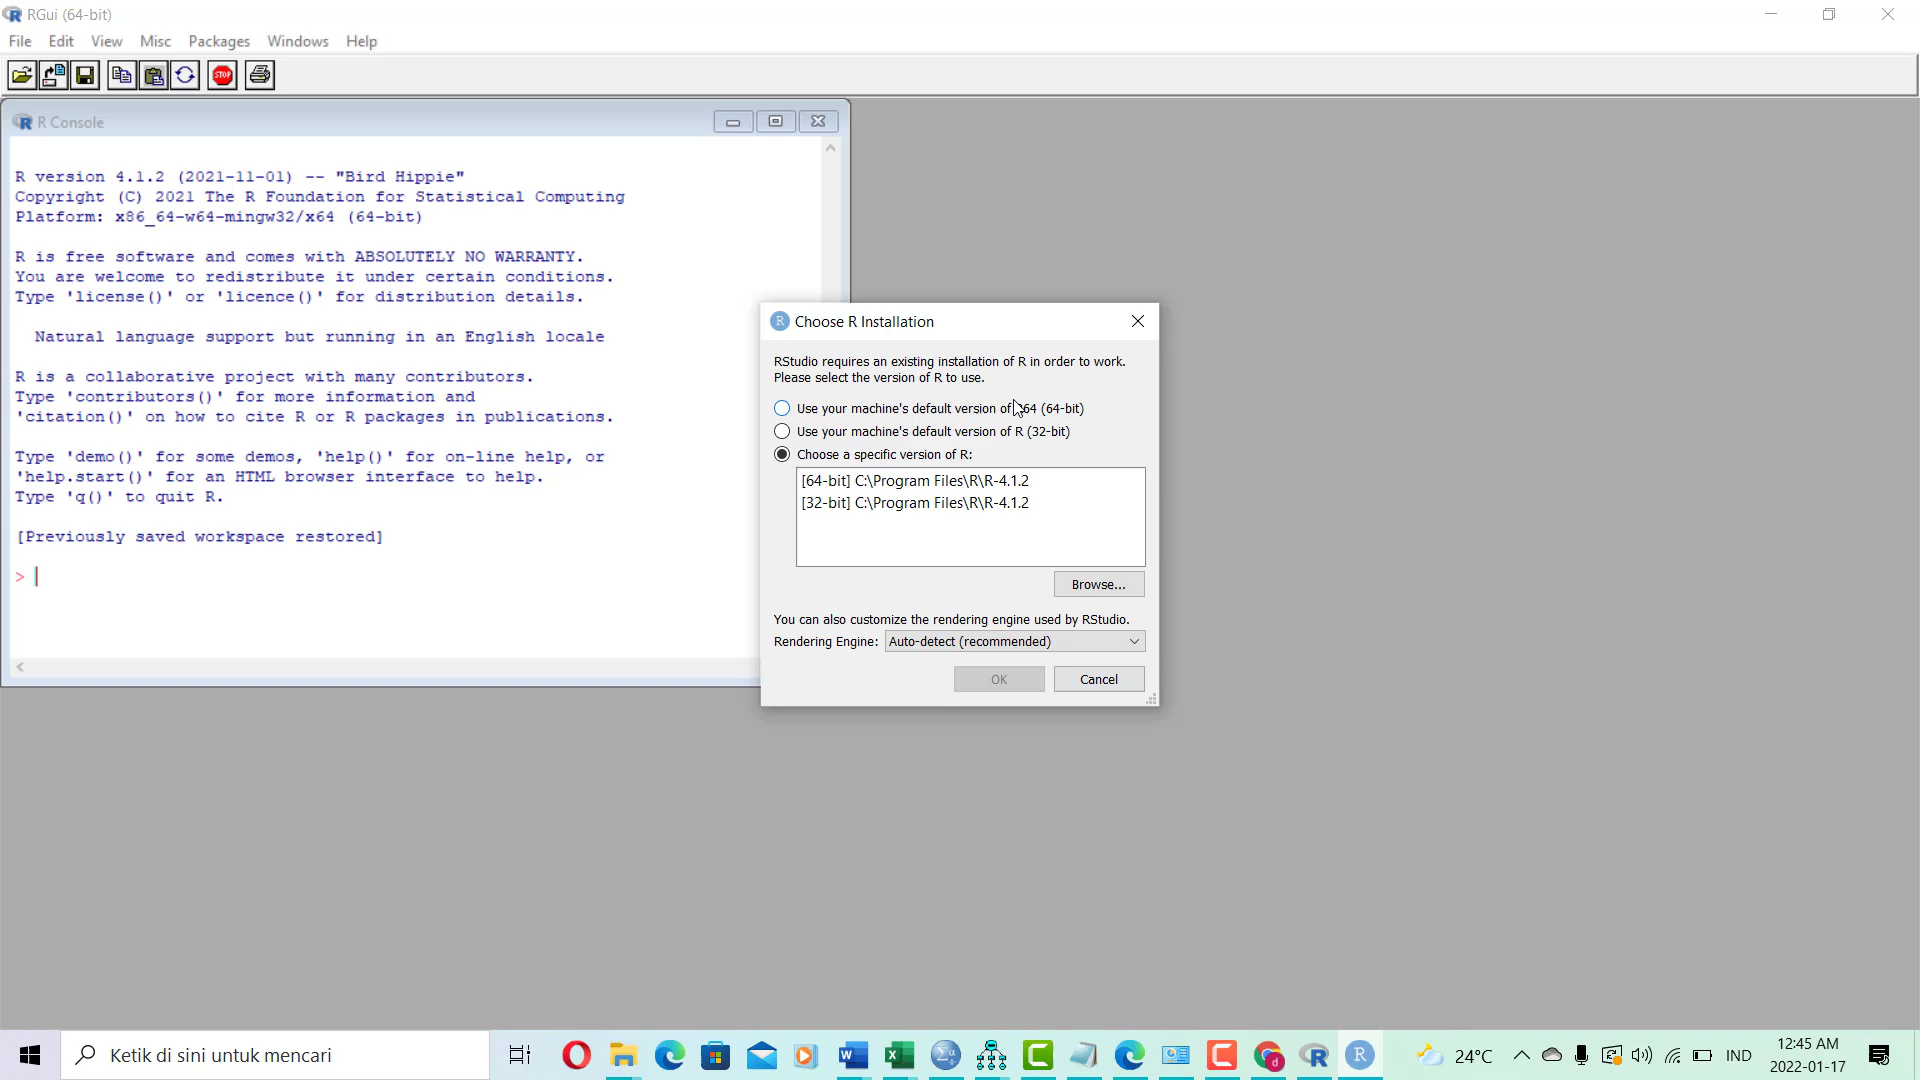 RGui (64-bit)
File Edit View Misc Packages Windows Help
STOP
R Console
R version 4.1.2 (2021-11-01) -- "Bird Hippie"
Copyright (C) 2021 The R Foundation for Statistical Computing
Platform: x86_64-w64-mingw32/x64 (64-bit)
R is free software and comes with ABSOLUTELY NO WARRANTY.
You are welcome to redistribute it under certain conditions.
Type 'license()' or 'licence()' for distribution details.
Natural language support but running in an English locale
R is a collaborative project with many contributors.
Type 'contributors()' for more information and
'citation()' on how to cite R or R packages in publications.
Type 'demo()' for some demos, 'help()' for on-line help, or
'help.start()' for an HTML browser interface to help.
Type 'q()' to quit R.
[Previously saved workspace restored]
>
Choose R Installation
RStudio requires an existing installation of R in order to work.
Please select the version of R to use.
Use your machine's default version of 64 (64-bit)
Use your machine's default version of R (32-bit)
Choose a specific version of R:
[64-bit] C:\Program Files\R\R-4.1.2
[32-bit] C:\Program Files\R\R-4.1.2
Browse...
You can also customize the rendering engine used by RStudio.
Rendering Engine: Auto-detect (recommended)
OK Cancel
Ketik di sini untuk mencari
24°C
IND
12:45 AM
2022-01-17